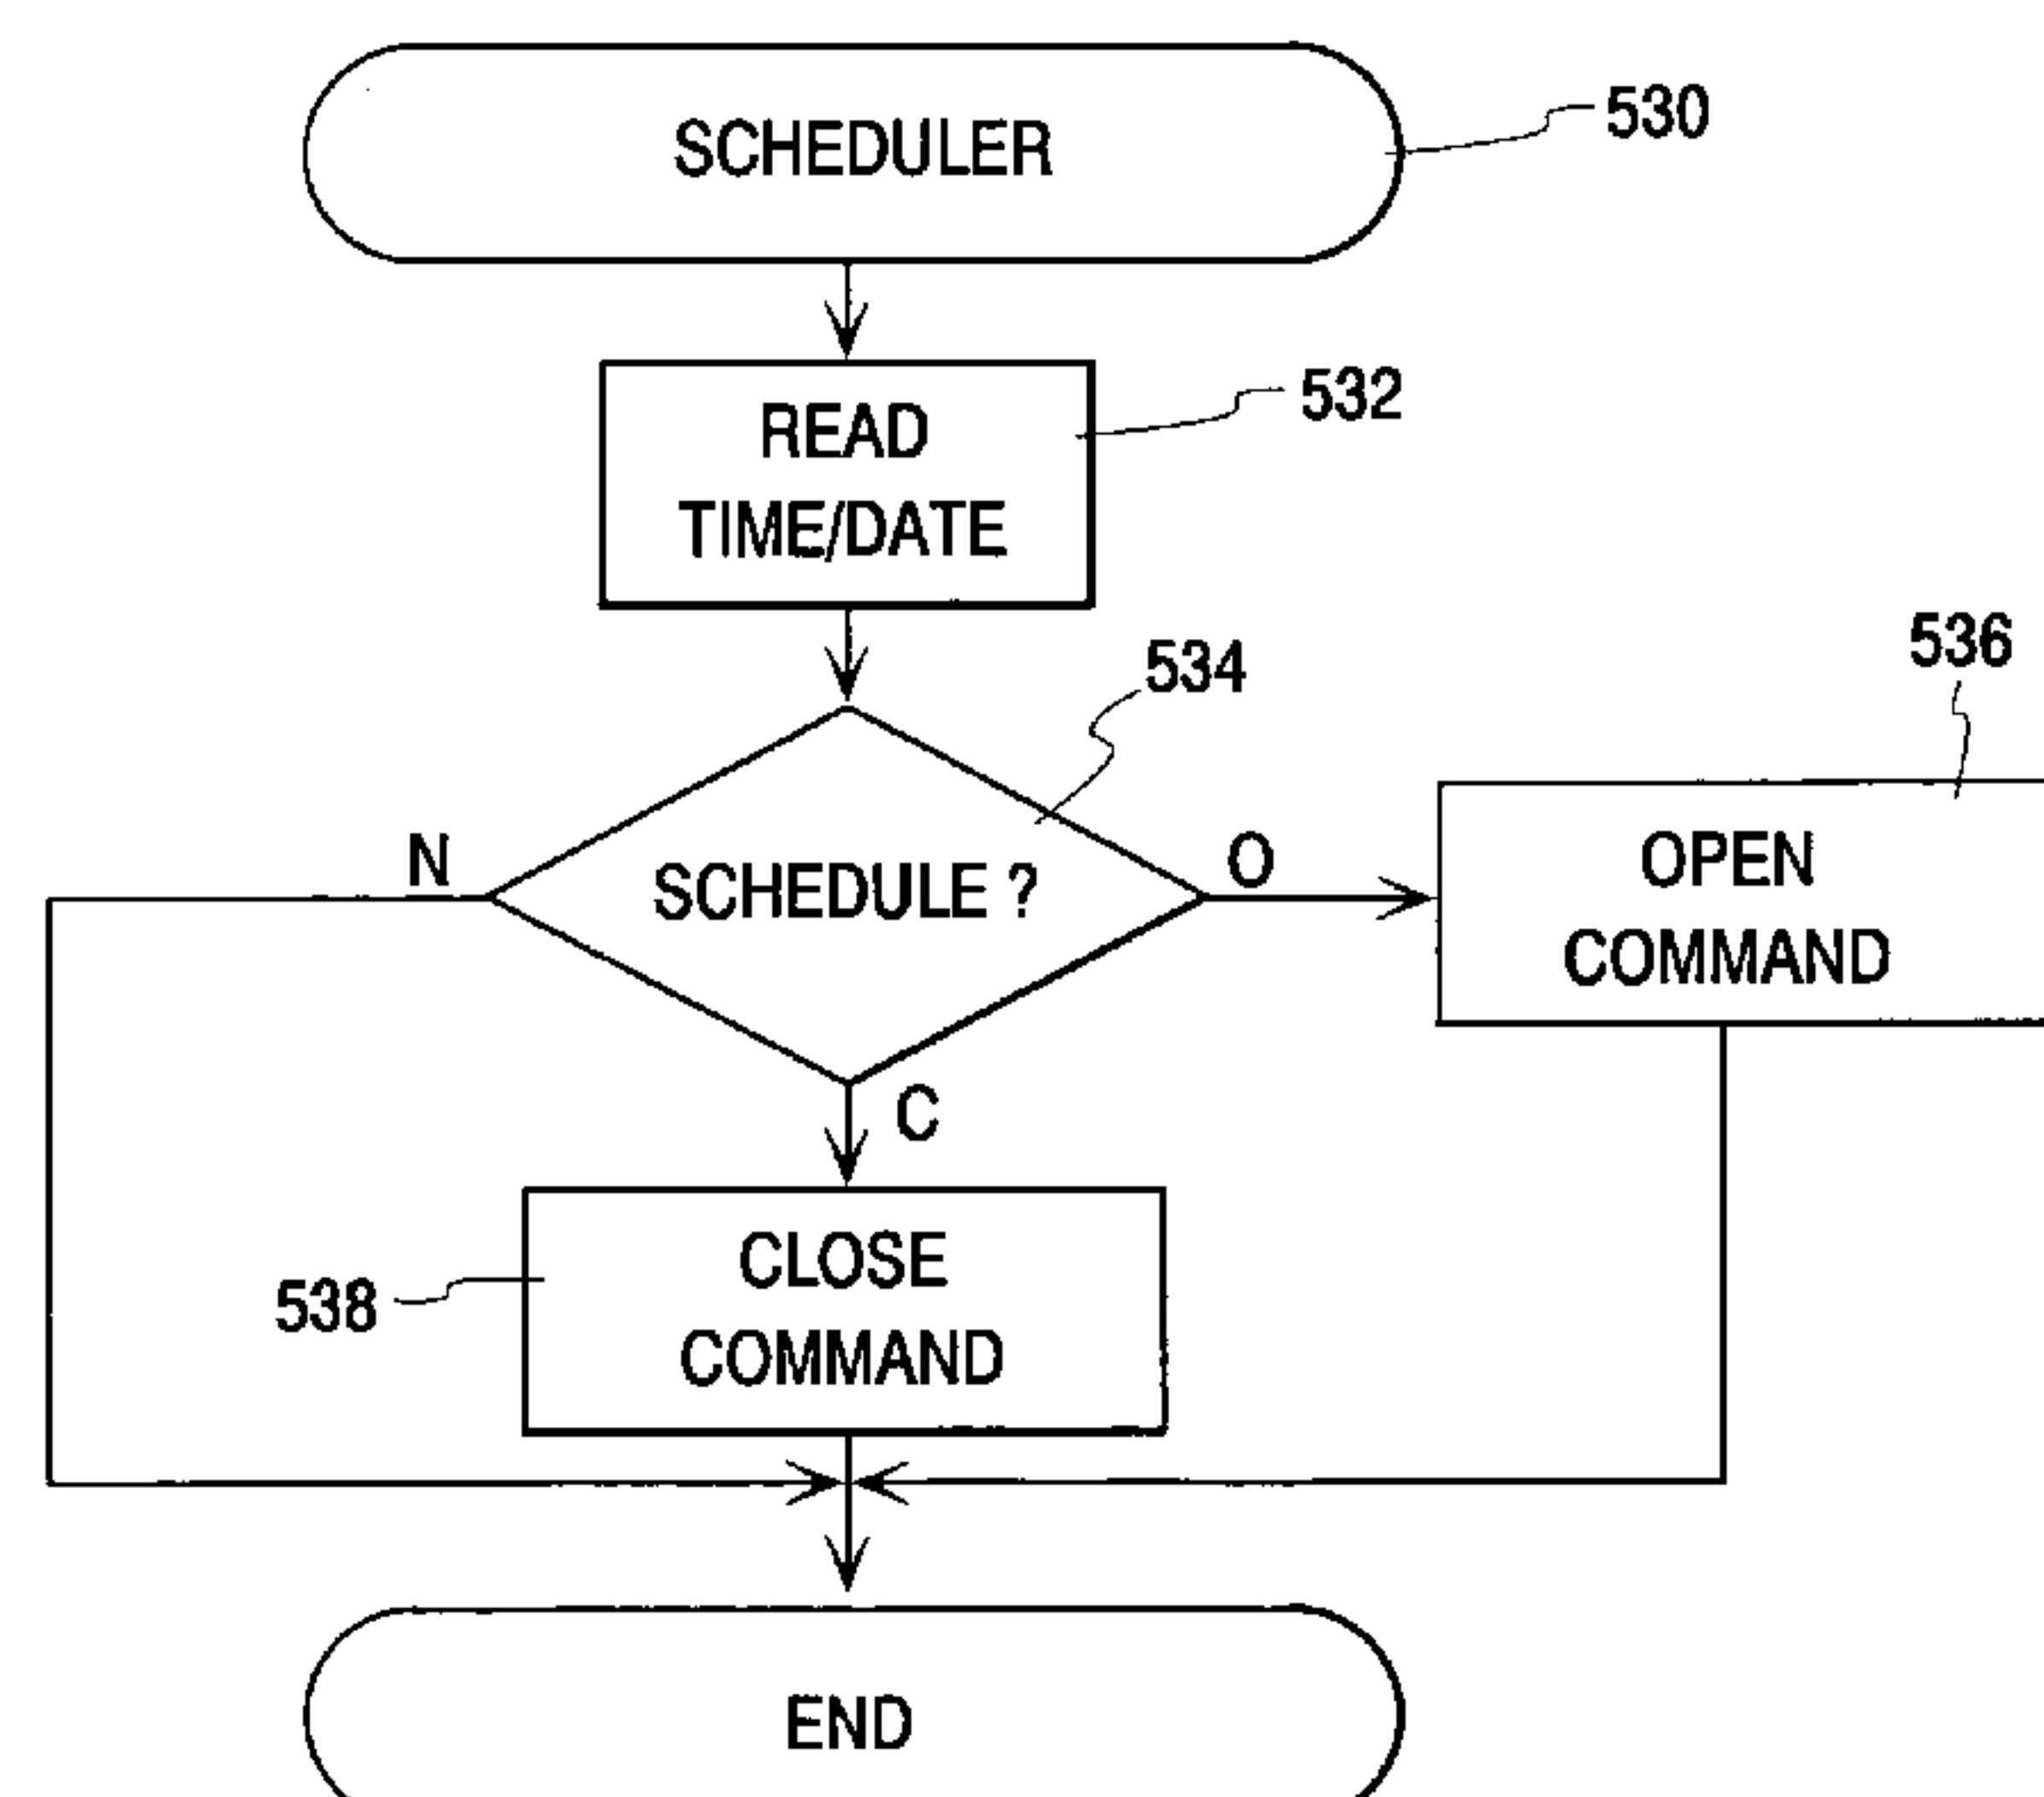 SCHEDULER
530
READ
TIME/DATE
532
534
536
N
SCHEDULE ?
O
OPEN
COMMAND
C
CLOSE
COMMAND
538
END